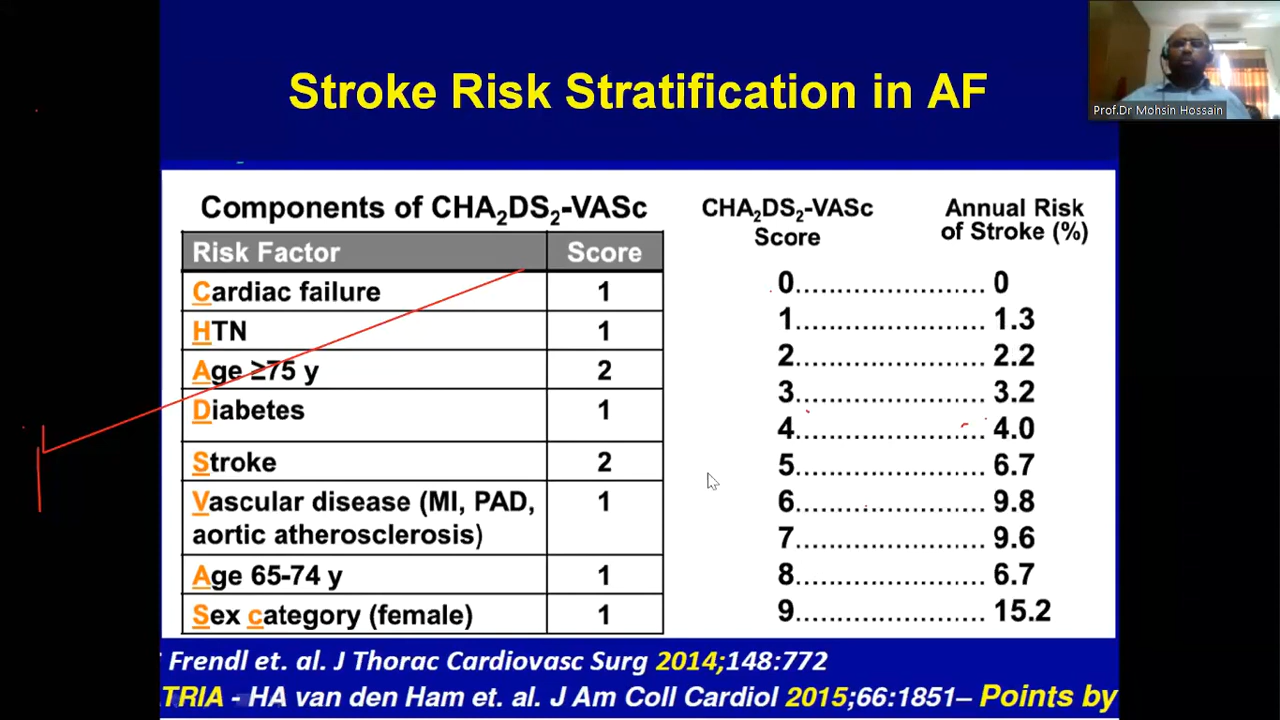 Stroke Risk Stratification in AF
Prof.Dr Mohsin Hossain
Components of CHA₂DS₂-VASc
Risk Factor Score
Cardiac failure 1
HTN 1
Age ≥75 y 2
Diabetes 1
Stroke 2
Vascular disease (MI, PAD, 1
aortic atherosclerosis)
Age 65-74 y 1
Sex category (female) 1
CHA₂DS₂-VASc
Score
Annual Risk
of Stroke (%)
0........................ 0
1........................ 1.3
2........................ 2.2
3........................ 3.2
4........................ 4.0
5........................ 6.7
6........................ 9.8
7........................ 9.6
8........................ 6.7
9........................ 15.2
Frendl et. al. J Thorac Cardiovasc Surg 2014;148:772
TRIA - HA van den Ham et. al. J Am Coll Cardiol 2015;66:1851– Points by